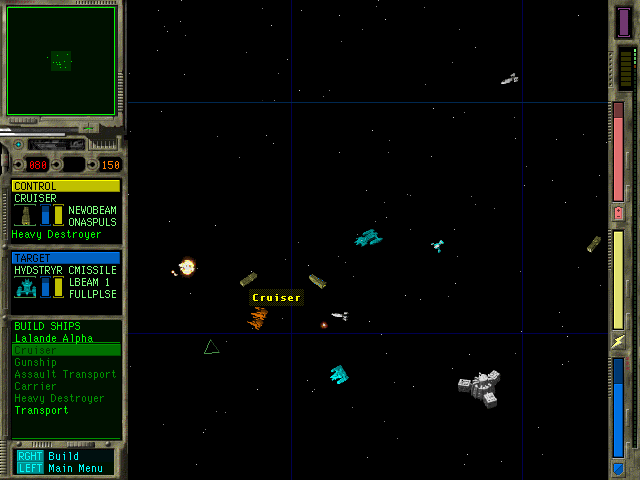 080 150
CONTROL
CRUISER
NEWOBEAM
ONASPULS
Heavy Destroyer
TARGET
HYDSTRYR CMISSILE
LBEAM 1
FULLPLSE
BUILD SHIPS
Lalande Alpha
Cruiser
Gunship
Assault Transport
Carrier
Heavy Destroyer
Transport
RGHT Build
LEFT Main Menu
Cruiser